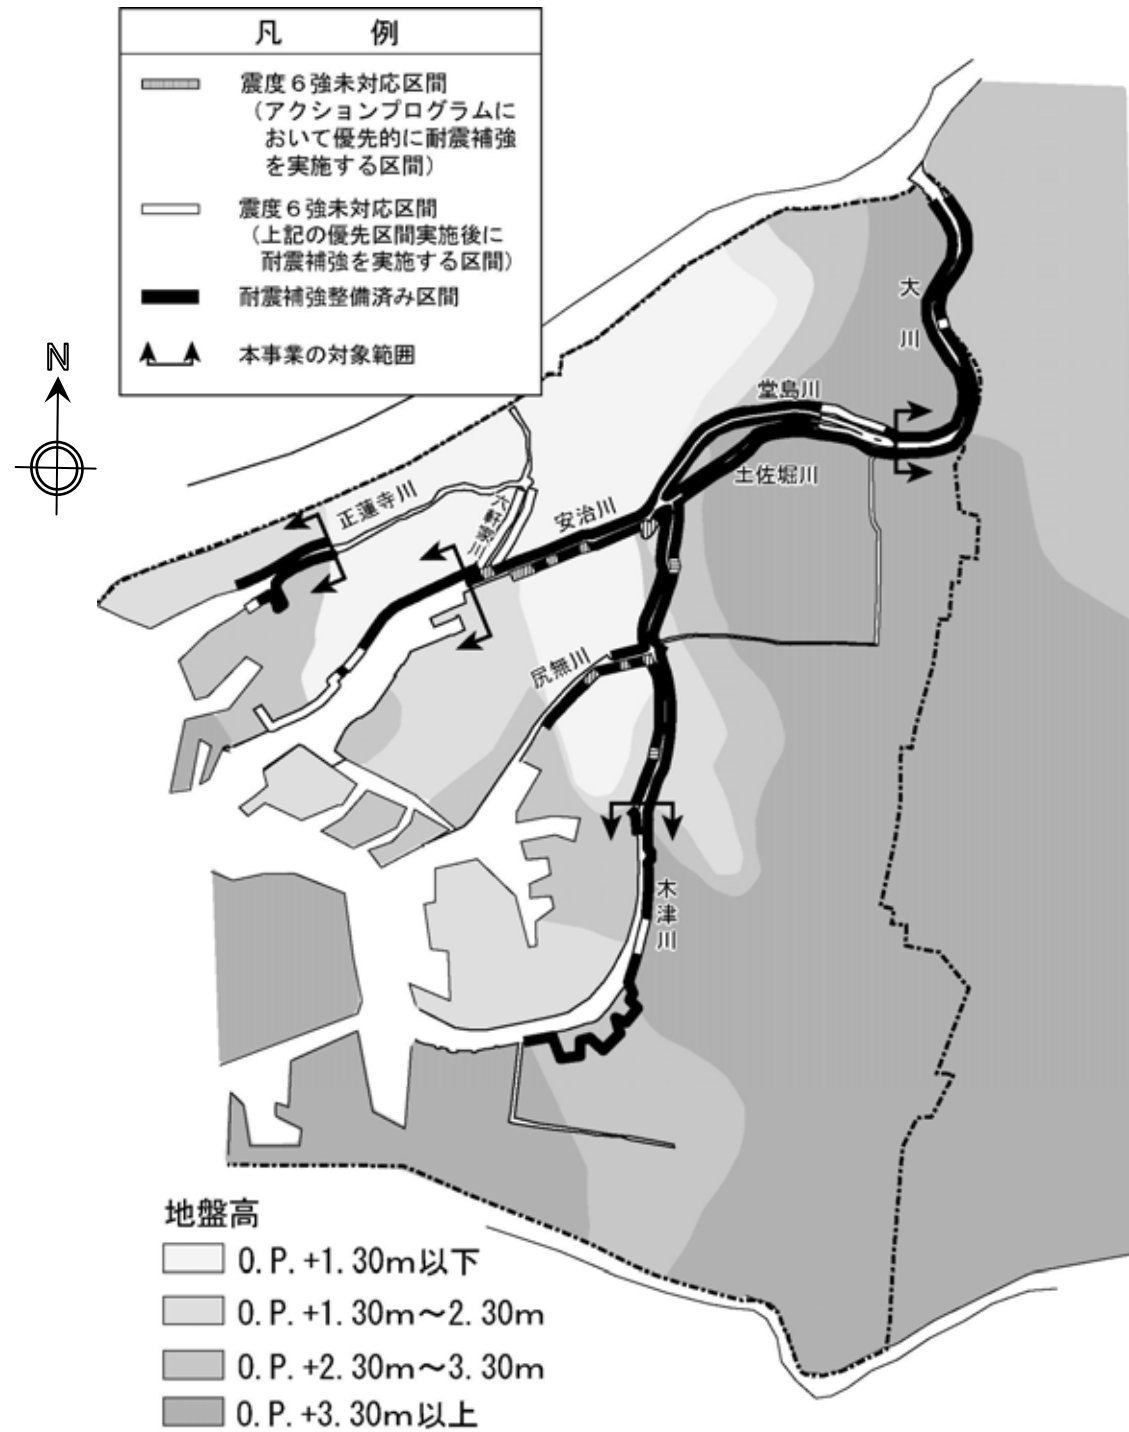 凡　例
震度６強未対応区間
（アクションプログラムに
おいて優先的に耐震補強
を実施する区間）
震度６強未対応区間
（上記の優先区間実施後に
耐震補強を実施する区間）
耐震補強整備済み区間
本事業の対象範囲
N
大川
堂島川
土佐堀川
安治川
六軒家川
正蓮寺川
尻無川
木津川
地盤高
O.P.+1.30m以下
O.P.+1.30m～2.30m
O.P.+2.30m～3.30m
O.P.+3.30m以上